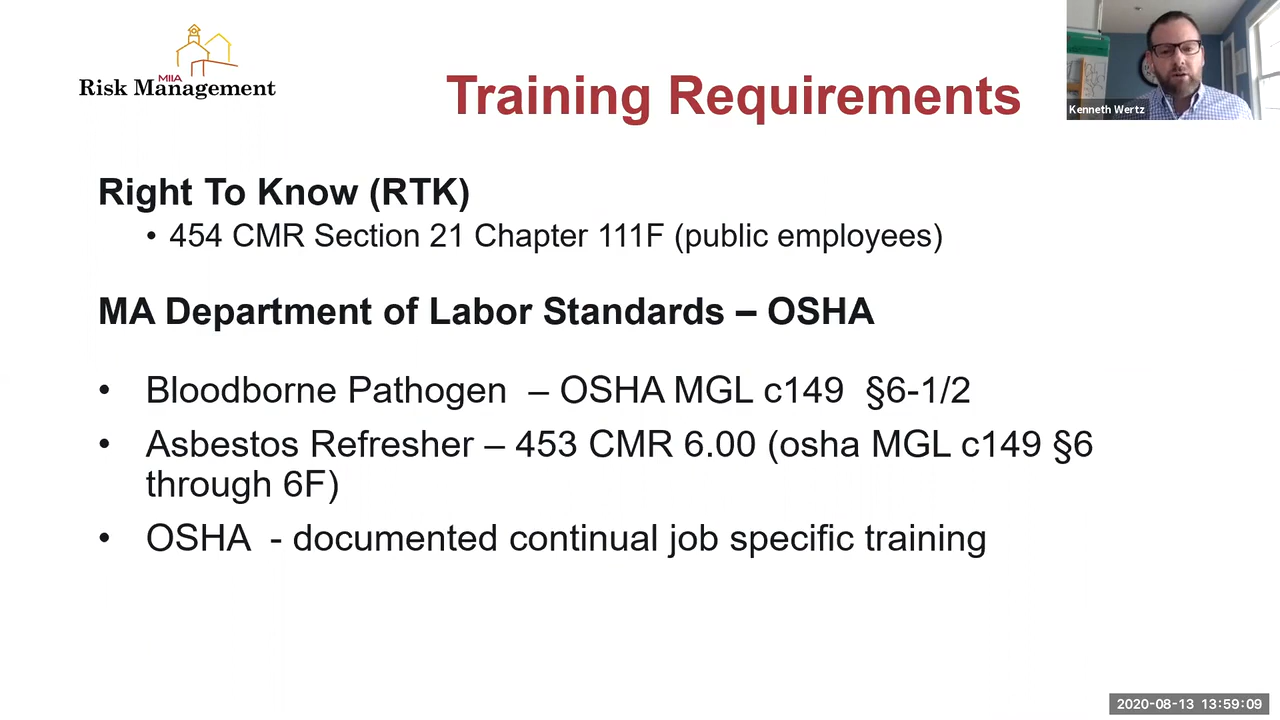 MIIA
Risk Management
Training Requirements
Kenneth Wertz
Right To Know (RTK)
• 454 CMR Section 21 Chapter 111F (public employees)
MA Department of Labor Standards – OSHA
• Bloodborne Pathogen – OSHA MGL c149 §6-1/2
• Asbestos Refresher – 453 CMR 6.00 (osha MGL c149 §6
through 6F)
• OSHA - documented continual job specific training
2020-08-13 13:59:09